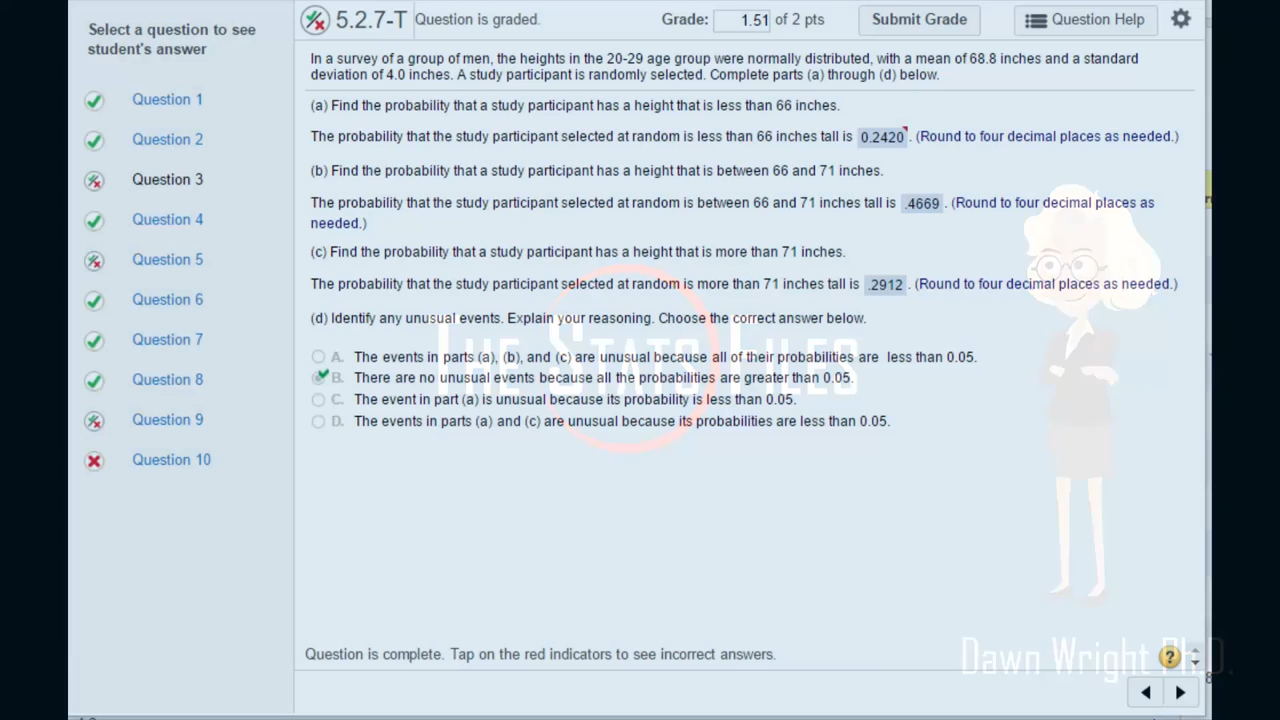 Select a question to see
student's answer
Question 1
Question 2
Question 3
Question 4
Question 5
Question 6
Question 7
Question 8
Question 9
Question 10
5.2.7-T Question is graded. Grade: 1.51 of 2 pts Submit Grade Question Help
In a survey of a group of men, the heights in the 20-29 age group were normally distributed, with a mean of 68.8 inches and a standard
deviation of 4.0 inches. A study participant is randomly selected. Complete parts (a) through (d) below.
(a) Find the probability that a study participant has a height that is less than 66 inches.
The probability that the study participant selected at random is less than 66 inches tall is 0.2420. (Round to four decimal places as needed.)
(b) Find the probability that a study participant has a height that is between 66 and 71 inches.
The probability that the study participant selected at random is between 66 and 71 inches tall is .4669. (Round to four decimal places as
needed.)
(c) Find the probability that a study participant has a height that is more than 71 inches.
The probability that the study participant selected at random is more than 71 inches tall is .2912. (Round to four decimal places as needed.)
(d) Identify any unusual events. Explain your reasoning. Choose the correct answer below.
A. The events in parts (a), (b), and (c) are unusual because all of their probabilities are less than 0.05.
B. There are no unusual events because all the probabilities are greater than 0.05.
C. The event in part (a) is unusual because its probability is less than 0.05.
D. The events in parts (a) and (c) are unusual because its probabilities are less than 0.05.
The Stats Files
Question is complete. Tap on the red indicators to see incorrect answers.
Dawn Wright Ph.D.
?